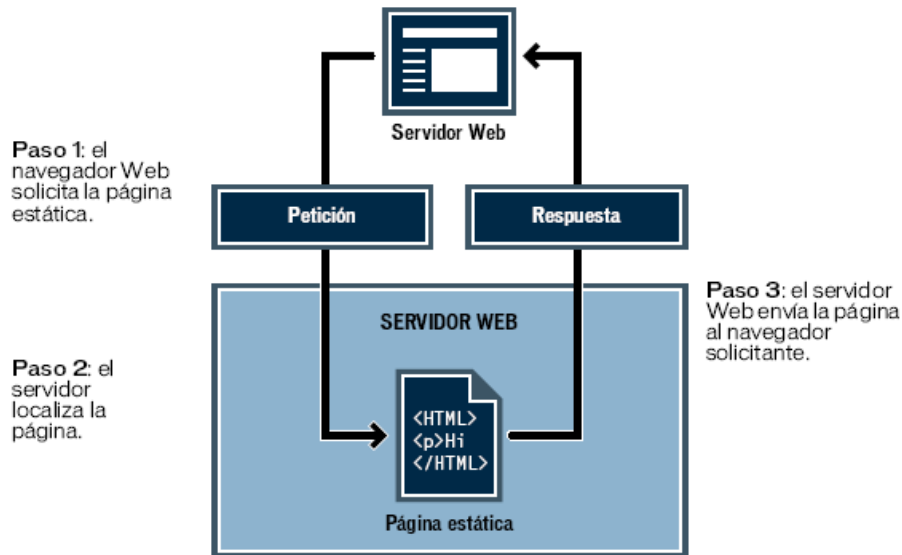 Servidor Web
Paso 1: el
navegador Web
solicita la página
estática.
Petición
Respuesta
SERVIDOR WEB
Paso 2: el
servidor
localiza la
página.
<HTML>
<p>Hi
</HTML>
Página estática
Paso 3: el servidor
Web envía la página
al navegador
solicitante.